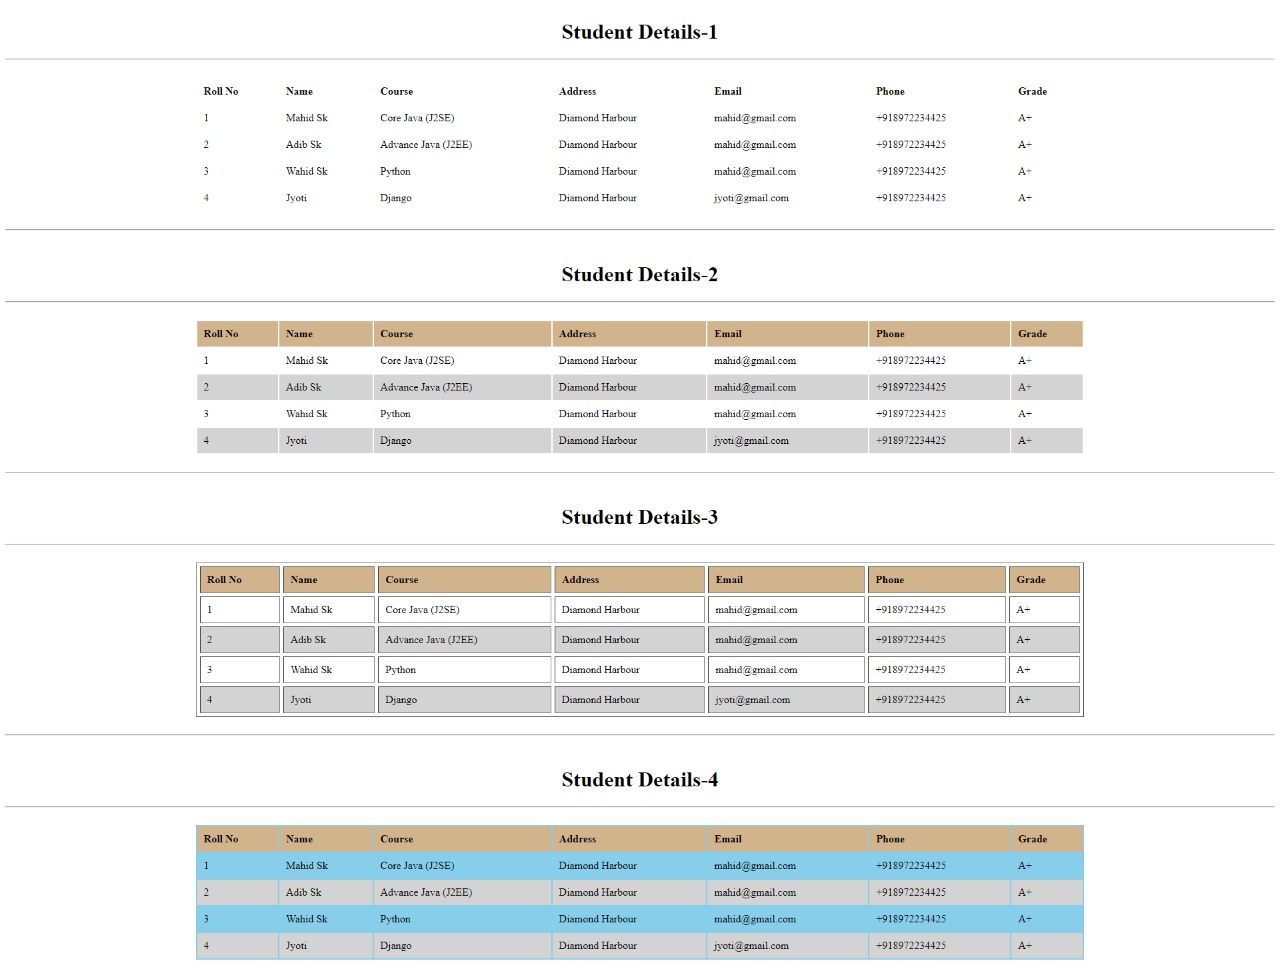 Student Details-1
Roll No Name Course Address Email Phone Grade
1 Mahid Sk Core Java (J2SE) Diamond Harbour mahid@gmail.com +918972234425 A+
2 Adib Sk Advance Java (J2EE) Diamond Harbour mahid@gmail.com +918972234425 A+
3 Wahid Sk Python Diamond Harbour mahid@gmail.com +918972234425 A+
4 Jyoti Django Diamond Harbour jyoti@gmail.com +918972234425 A+
Student Details-2
Roll No Name Course Address Email Phone Grade
1 Mahid Sk Core Java (J2SE) Diamond Harbour mahid@gmail.com +918972234425 A+
2 Adib Sk Advance Java (J2EE) Diamond Harbour mahid@gmail.com +918972234425 A+
3 Wahid Sk Python Diamond Harbour mahid@gmail.com +918972234425 A+
4 Jyoti Django Diamond Harbour jyoti@gmail.com +918972234425 A+
Student Details-3
Roll No Name Course Address Email Phone Grade
1 Mahid Sk Core Java (J2SE) Diamond Harbour mahid@gmail.com +918972234425 A+
2 Adib Sk Advance Java (J2EE) Diamond Harbour mahid@gmail.com +918972234425 A+
3 Wahid Sk Python Diamond Harbour mahid@gmail.com +918972234425 A+
4 Jyoti Django Diamond Harbour jyoti@gmail.com +918972234425 A+
Student Details-4
Roll No Name Course Address Email Phone Grade
1 Mahid Sk Core Java (J2SE) Diamond Harbour mahid@gmail.com +918972234425 A+
2 Adib Sk Advance Java (J2EE) Diamond Harbour mahid@gmail.com +918972234425 A+
3 Wahid Sk Python Diamond Harbour mahid@gmail.com +918972234425 A+
4 Jyoti Django Diamond Harbour jyoti@gmail.com +918972234425 A+